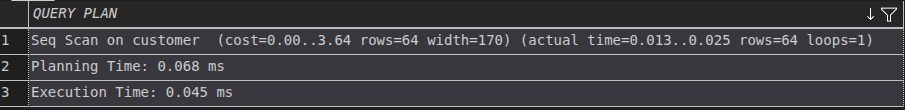 QUERY PLAN
1 Seq Scan on customer (cost=0.00..3.64 rows=64 width=170) (actual time=0.013..0.025 rows=64 loops=1)
2 Planning Time: 0.068 ms
3 Execution Time: 0.045 ms